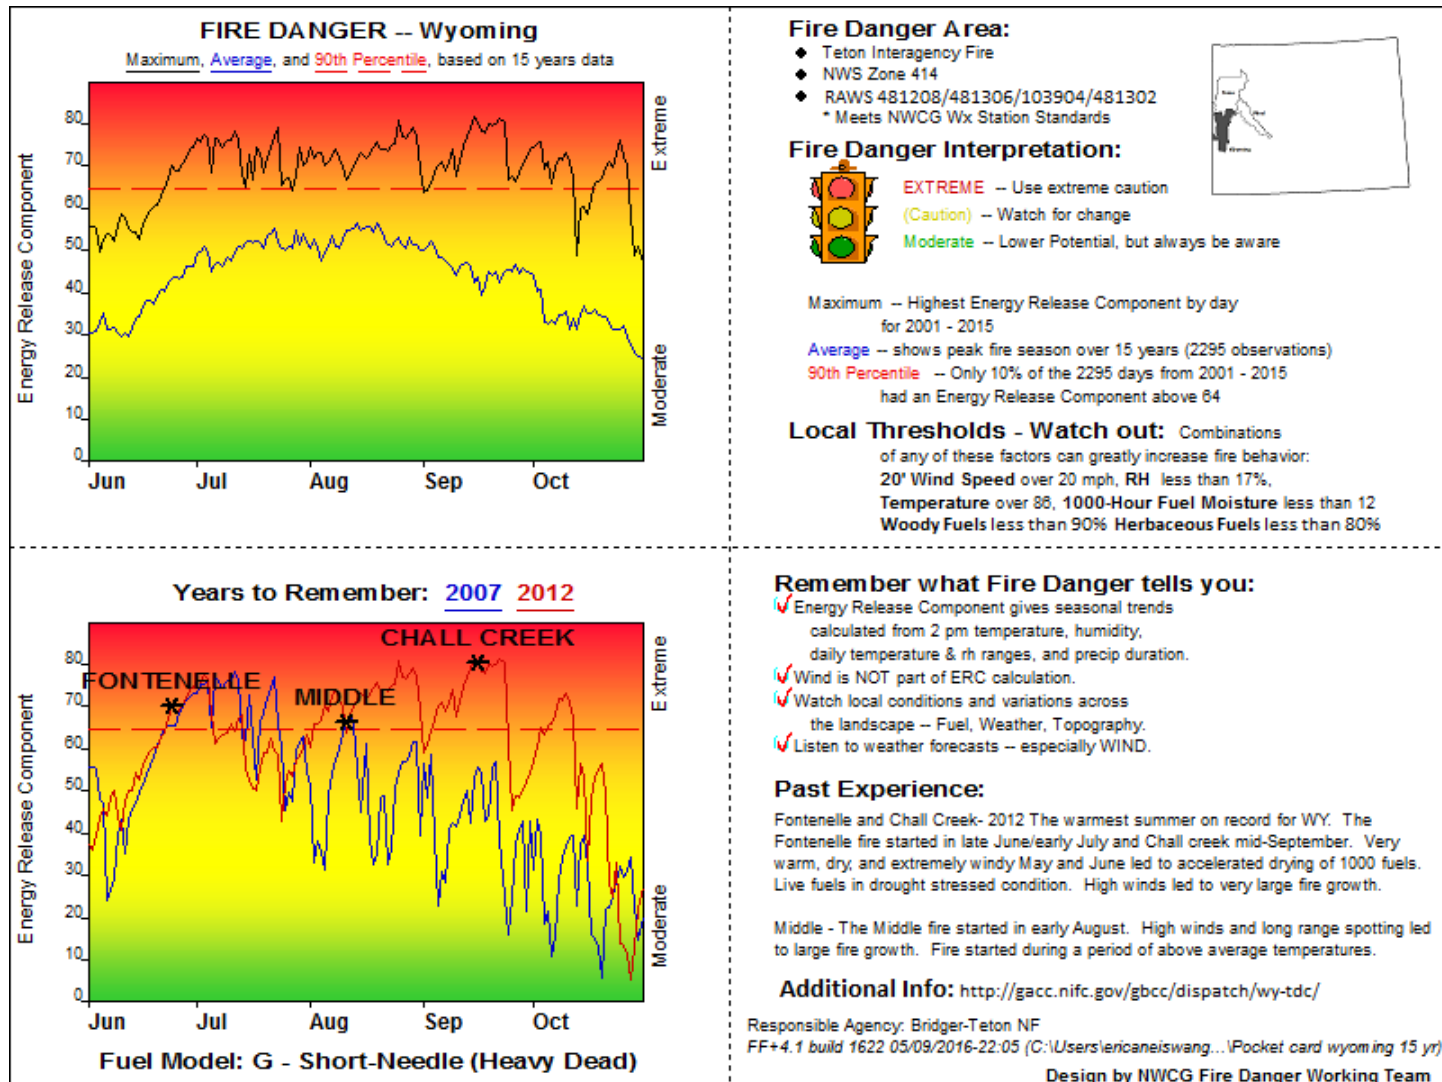 FIRE DANGER -- Wyoming
Maximum, Average, and 90th Percentile, based on 15 years data
Energy Release Component
80
70
60
50
40
30
20
10
0
Extreme
Moderate
Jun Jul Aug Sep Oct
Fire Danger Area:
◆ Teton Interagency Fire
◆ NWS Zone 414
◆ RAWS 481208/481306/103904/481302
* Meets NWCG Wx Station Standards
Fire Danger Interpretation:
EXTREME -- Use extreme caution
(Caution) -- Watch for change
Moderate -- Lower Potential, but always be aware
Maximum -- Highest Energy Release Component by day
for 2001 - 2015
Average -- shows peak fire season over 15 years (2295 observations)
90th Percentile -- Only 10% of the 2295 days from 2001 - 2015
had an Energy Release Component above 64
Local Thresholds - Watch out: Combinations
of any of these factors can greatly increase fire behavior:
20' Wind Speed over 20 mph, RH less than 17%,
Temperature over 86, 1000-Hour Fuel Moisture less than 12
Woody Fuels less than 90% Herbaceous Fuels less than 80%
Years to Remember: 2007 2012
Energy Release Component
80
70
60
50
40
30
20
10
0
FONTENELLE
MIDDLE
CHALL CREEK
Extreme
Moderate
Jun Jul Aug Sep Oct
Fuel Model: G - Short-Needle (Heavy Dead)
Remember what Fire Danger tells you:
Energy Release Component gives seasonal trends
calculated from 2 pm temperature, humidity,
daily temperature & rh ranges, and precip duration.
Wind is NOT part of ERC calculation.
Watch local conditions and variations across
the landscape -- Fuel, Weather, Topography.
Listen to weather forecasts -- especially WIND.
Past Experience:
Fontenelle and Chall Creek- 2012 The warmest summer on record for WY. The
Fontenelle fire started in late June/early July and Chall creek mid-September. Very
warm, dry, and extremely windy May and June led to accelerated drying of 1000 fuels.
Live fuels in drought stressed condition. High winds led to very large fire growth.
Middle - The Middle fire started in early August. High winds and long range spotting led
to large fire growth. Fire started during a period of above average temperatures.
Additional Info: http://gacc.nifc.gov/gbcc/dispatch/wy-tdc/
Responsible Agency: Bridger-Teton NF
FF+4.1 build 1622 05/09/2016-22:05 (C:\Users\ericaneiswang...\Pocket card wyoming 15 yr)
Design by NWCG Fire Danger Working Team